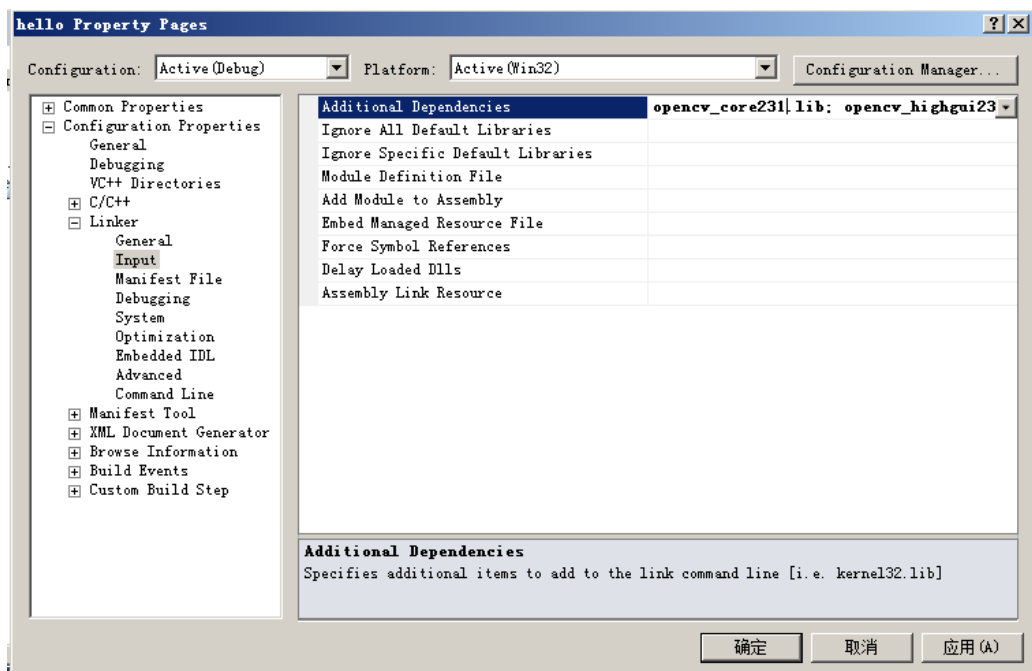 hello Property Pages
Configuration: Active(Debug) Platform: Active(Win32) Configuration Manager...
Common Properties
Configuration Properties
General
Debugging
VC++ Directories
C/C++
Linker
General
Input
Manifest File
Debugging
System
Optimization
Embedded IDL
Advanced
Command Line
Manifest Tool
XML Document Generator
Browse Information
Build Events
Custom Build Step
Additional Dependencies opencv_core231.lib; opencv_highgui23
Ignore All Default Libraries
Ignore Specific Default Libraries
Module Definition File
Add Module to Assembly
Embed Managed Resource File
Force Symbol References
Delay Loaded Dlls
Assembly Link Resource
Additional Dependencies
Specifies additional items to add to the link command line [i.e. kernel32.lib]
确定 取消 应用(A)